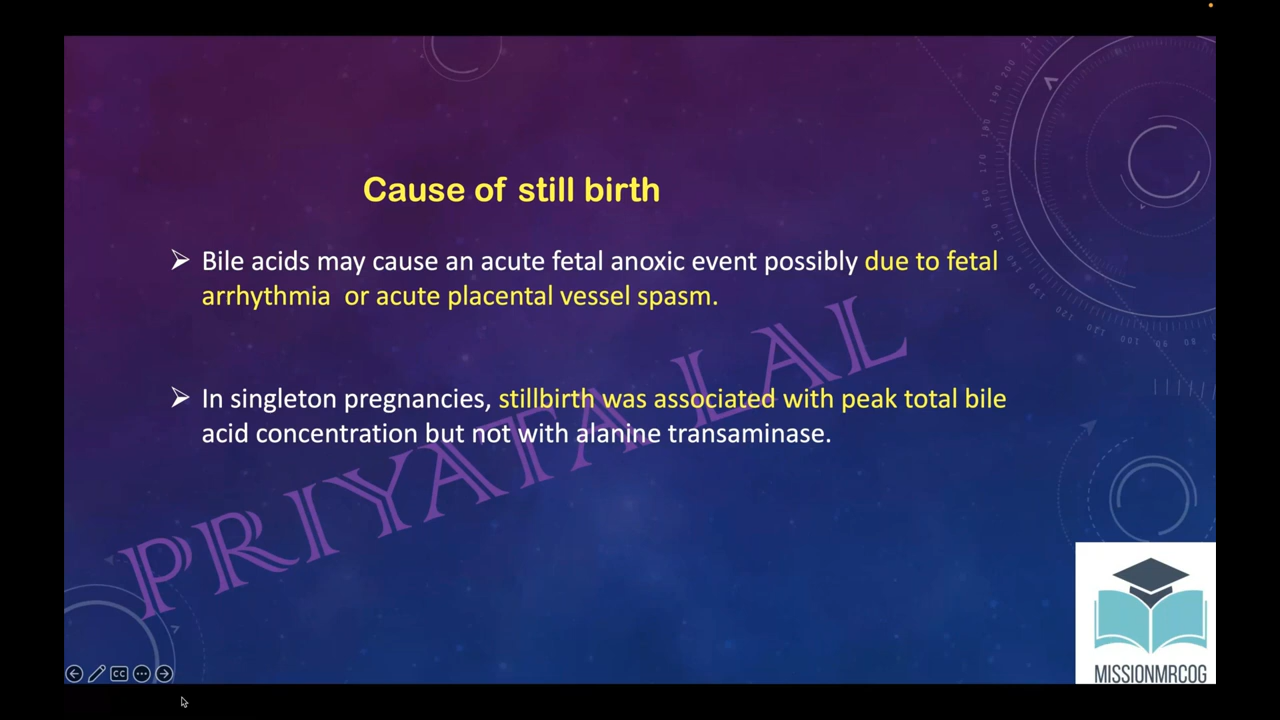 Cause of still birth
Bile acids may cause an acute fetal anoxic event possibly due to fetal
arrhythmia or acute placental vessel spasm.
In singleton pregnancies, stillbirth was associated with peak total bile
acid concentration but not with alanine transaminase.
PRIYATA LAL
CC
MISSIONMRCOG